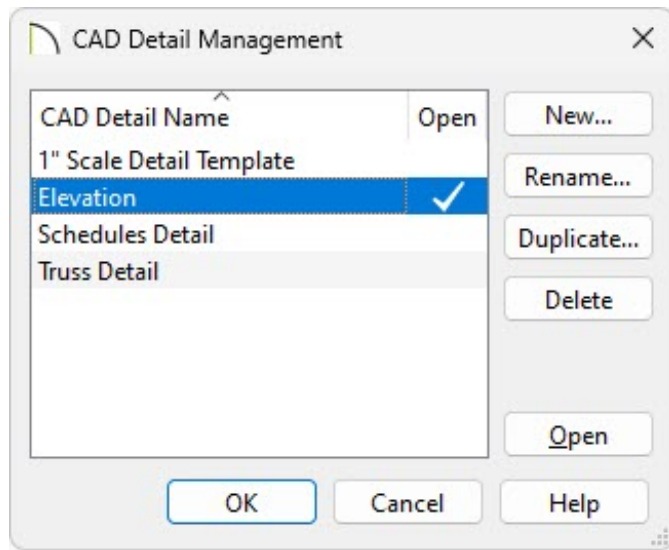 CAD Detail Management
CAD Detail Name Open
1" Scale Detail Template
Elevation
Schedules Detail
Truss Detail
New...
Rename...
Duplicate...
Delete
Open
OK Cancel Help